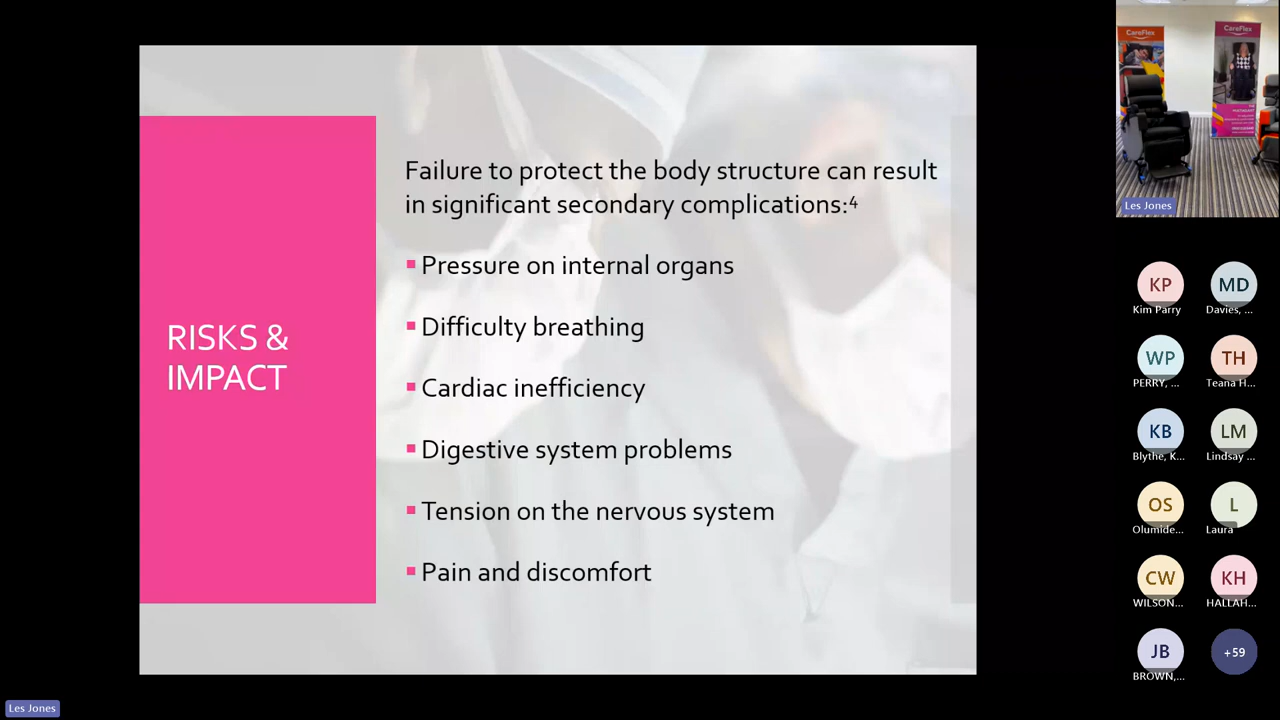 RISKS &
IMPACT
Failure to protect the body structure can result
in significant secondary complications:⁴
▪ Pressure on internal organs
▪ Difficulty breathing
▪ Cardiac inefficiency
▪ Digestive system problems
▪ Tension on the nervous system
▪ Pain and discomfort
CareFlex
CareFlex
Les Jones
KP
MD
Kim Parry
Davies, ...
WP
TH
PERRY, ...
Teana H...
KB
LM
Blythe, K...
Lindsay ...
OS
L
Olumide...
Laura
CW
KH
WILSON...
HALLAH...
JB
+59
BROWN,...
Les Jones